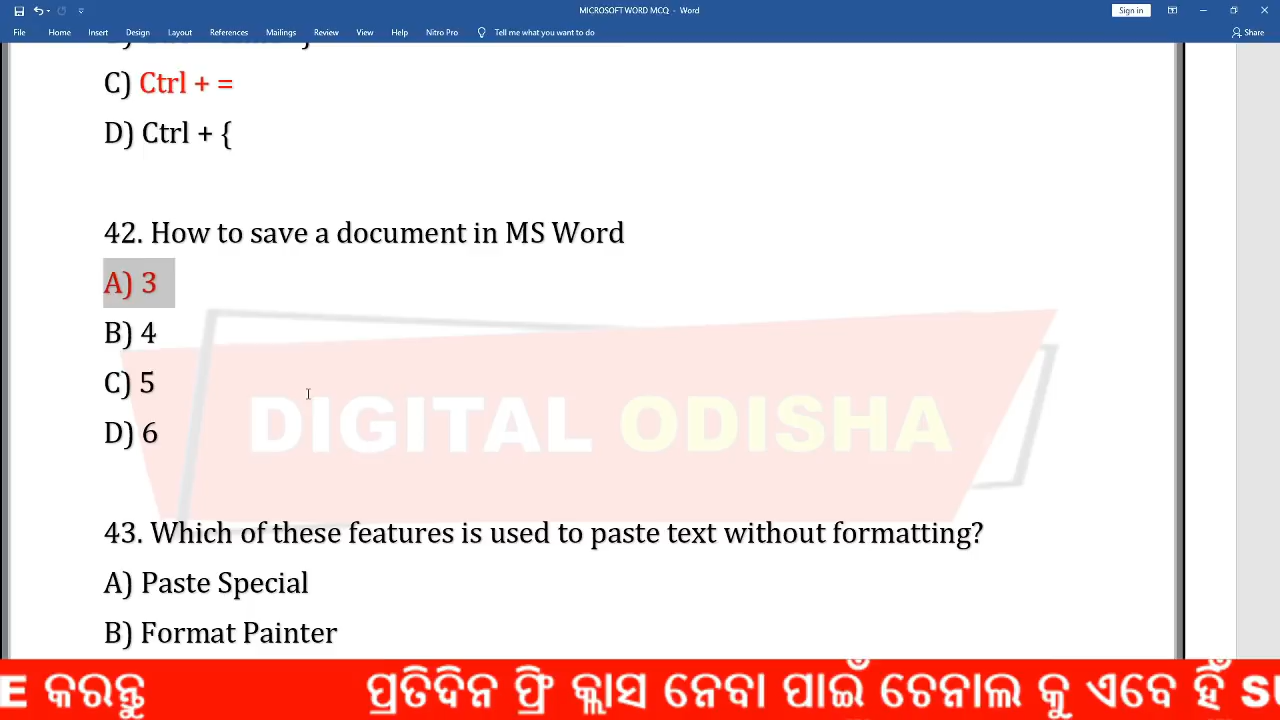 MICROSOFT WORD MCQ - Word
Sign in
File Home Insert Design Layout References Mailings Review View Help Nitro Pro Tell me what you want to do Share
C) Ctrl + =
D) Ctrl + {
42. How to save a document in MS Word
A) 3
B) 4
C) 5
D) 6
DIGITAL ODISHA
43. Which of these features is used to paste text without formatting?
A) Paste Special
B) Format Painter
E କରନ୍ତୁ ପ୍ରତିଦିନ ଫ୍ରି କ୍ଲାସ ନେବା ପାଇଁ ଚେନାଲ କୁ ଏବେ ହିଁ